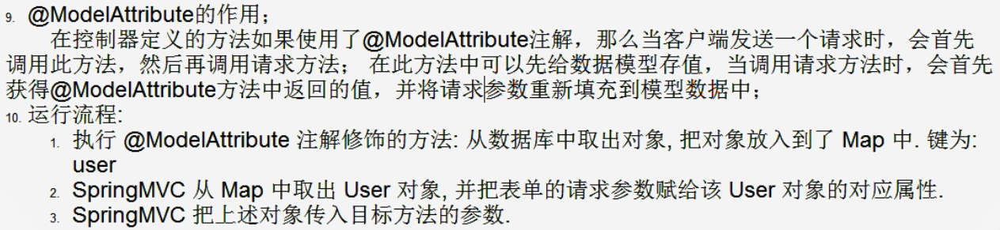 9. @ModelAttribute的作用；
在控制器定义的方法如果使用了@ModelAttribute注解，那么当客户端发送一个请求时，会首先
调用此方法，然后再调用请求方法； 在此方法中可以先给数据模型存值，当调用请求方法时，会首先
获得@ModelAttribute方法中返回的值，并将请求参数重新填充到模型数据中；
10. 运行流程:
1. 执行 @ModelAttribute 注解修饰的方法: 从数据库中取出对象, 把对象放入到了 Map 中. 键为:
user
2. SpringMVC 从 Map 中取出 User 对象, 并把表单的请求参数赋给该 User 对象的对应属性.
3. SpringMVC 把上述对象传入目标方法的参数.